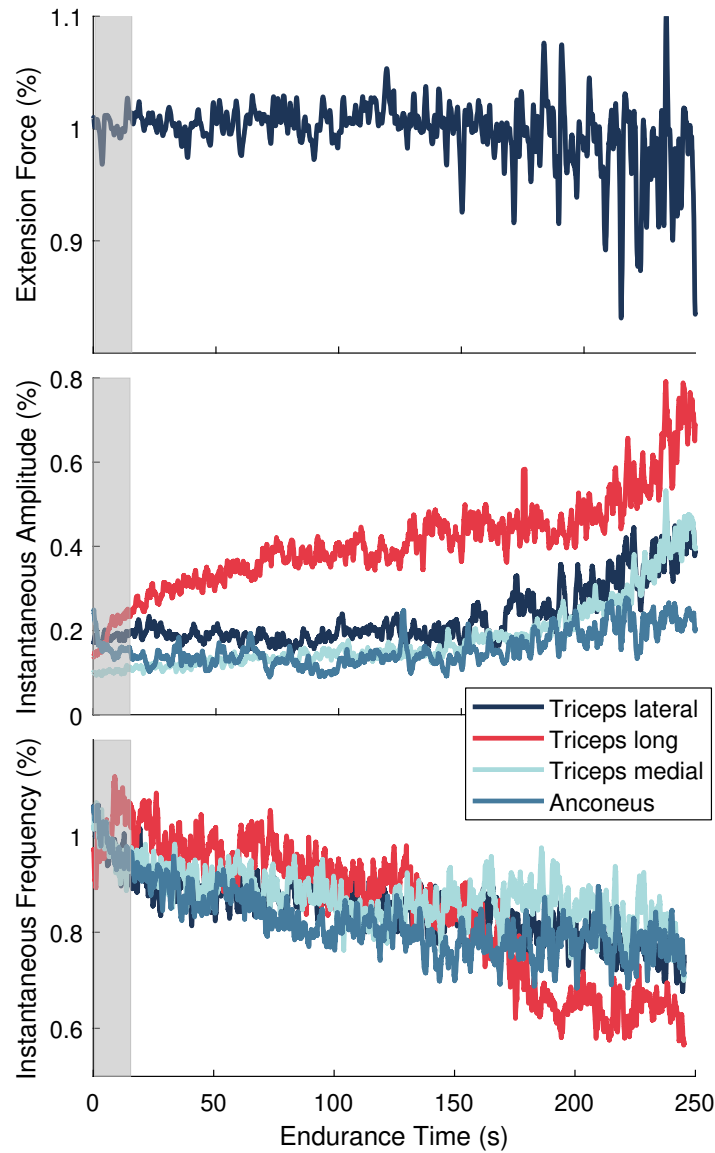 1.1
1
0.9
Extension Force (%)
0.8
0.6
0.4
0.2
0
Instantaneous Amplitude (%)
Triceps lateral
Triceps long
Triceps medial
Anconeus
1
0.8
0.6
Instantaneous Frequency (%)
0 50 100 150 200 250
Endurance Time (s)